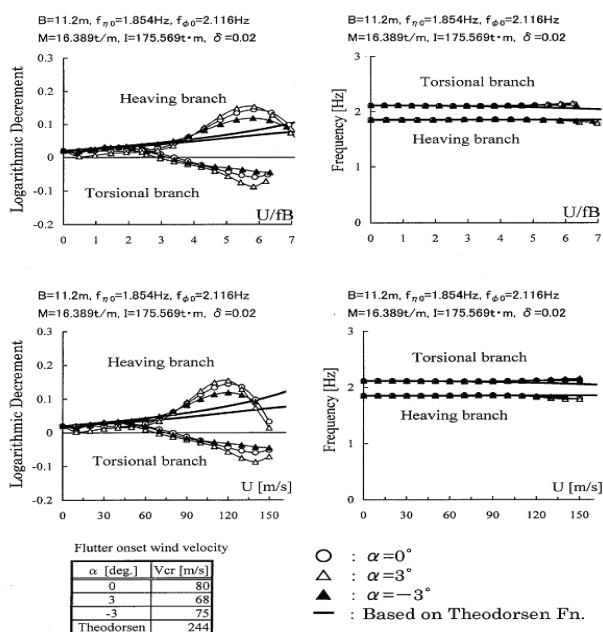 B=11.2m, fη0=1.854Hz, fφ0=2.116Hz
M=16.389t/m, I=175.569t・m, δ=0.02
0.3
0.2
0.1
0
-0.1
-0.2
Logarithmic Decrement
Heaving branch
Torsional branch
U/fB
0 1 2 3 4 5 6 7
B=11.2m, fη0=1.854Hz, fφ0=2.116Hz
M=16.389t/m, I=175.569t・m, δ=0.02
3
2
1
0
Frequency [Hz]
Torsional branch
Heaving branch
U/fB
0 1 2 3 4 5 6 7
B=11.2m, fη0=1.854Hz, fφ0=2.116Hz
M=16.389t/m, I=175.569t・m, δ=0.02
0.3
0.2
0.1
0
-0.1
-0.2
Logarithmic Decrement
Heaving branch
Torsional branch
U [m/s]
0 30 60 90 120 150
B=11.2m, fη0=1.854Hz, fφ0=2.116Hz
M=16.389t/m, I=175.569t・m, δ=0.02
3
2
1
0
Frequency [Hz]
Torsional branch
Heaving branch
U [m/s]
0 30 60 90 120 150
Flutter onset wind velocity
α [deg.] Vcr [m/s]
0 80
3 68
-3 75
Theodorsen 244
: α=0°
: α=3°
: α=-3°
: Based on Theodorsen Fn.